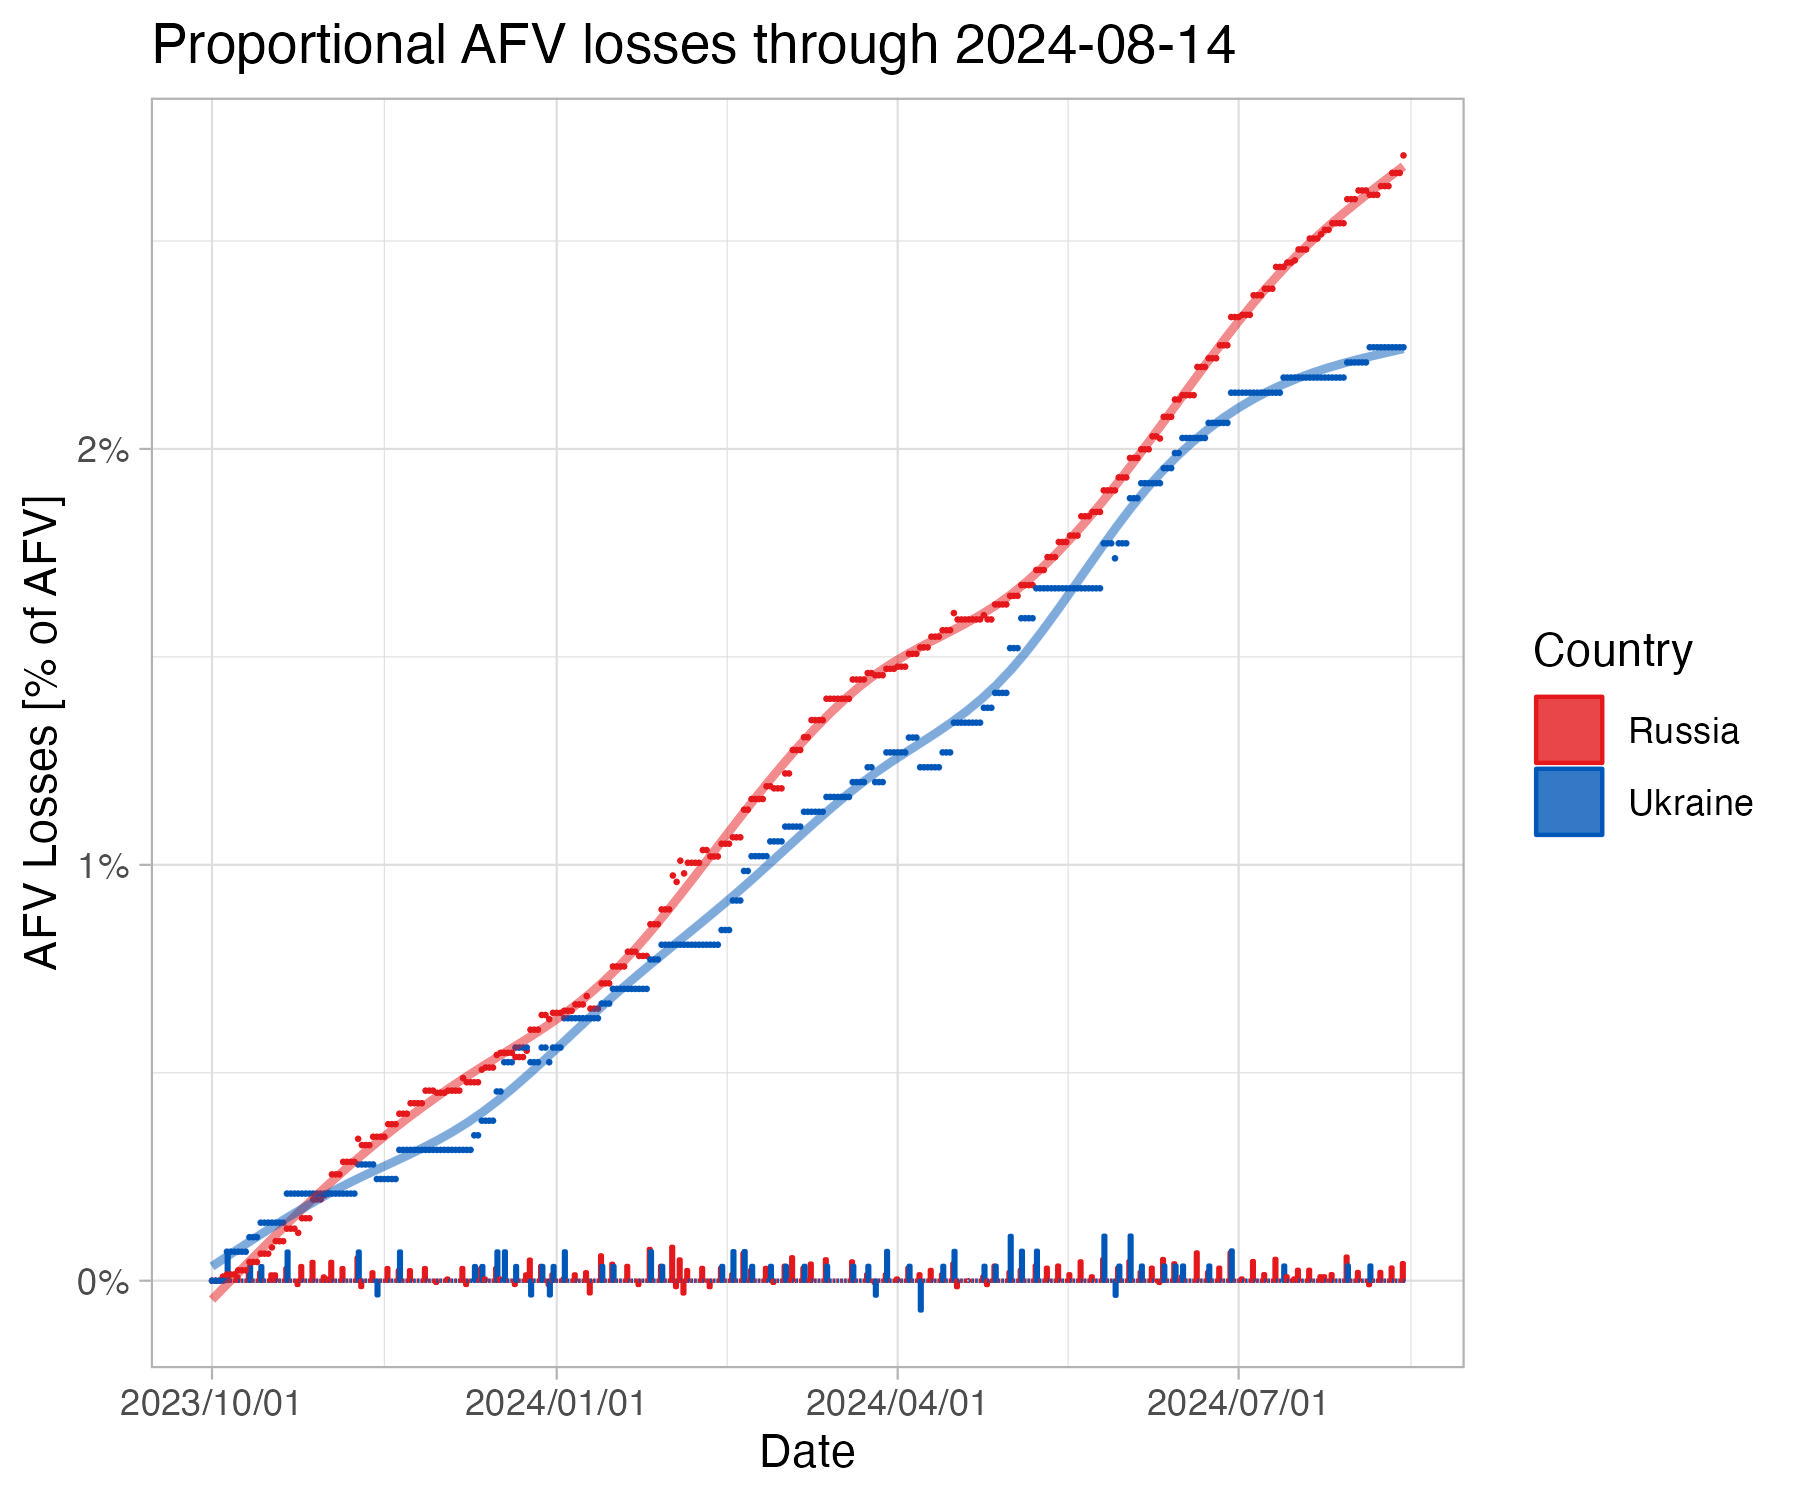 Proportional AFV losses through 2024-08-14
AFV Losses [% of AFV]
2%
1%
0%
2023/10/01
2024/01/01
2024/04/01
2024/07/01
Date
Country
Russia
Ukraine